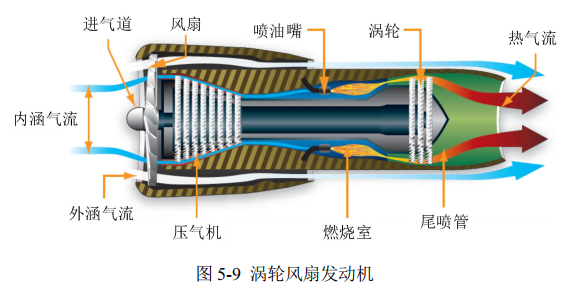 进气道
风扇
喷油嘴
涡轮
热气流
内涵气流
外涵气流
压气机
燃烧室
尾喷管
图 5-9 涡轮风扇发动机